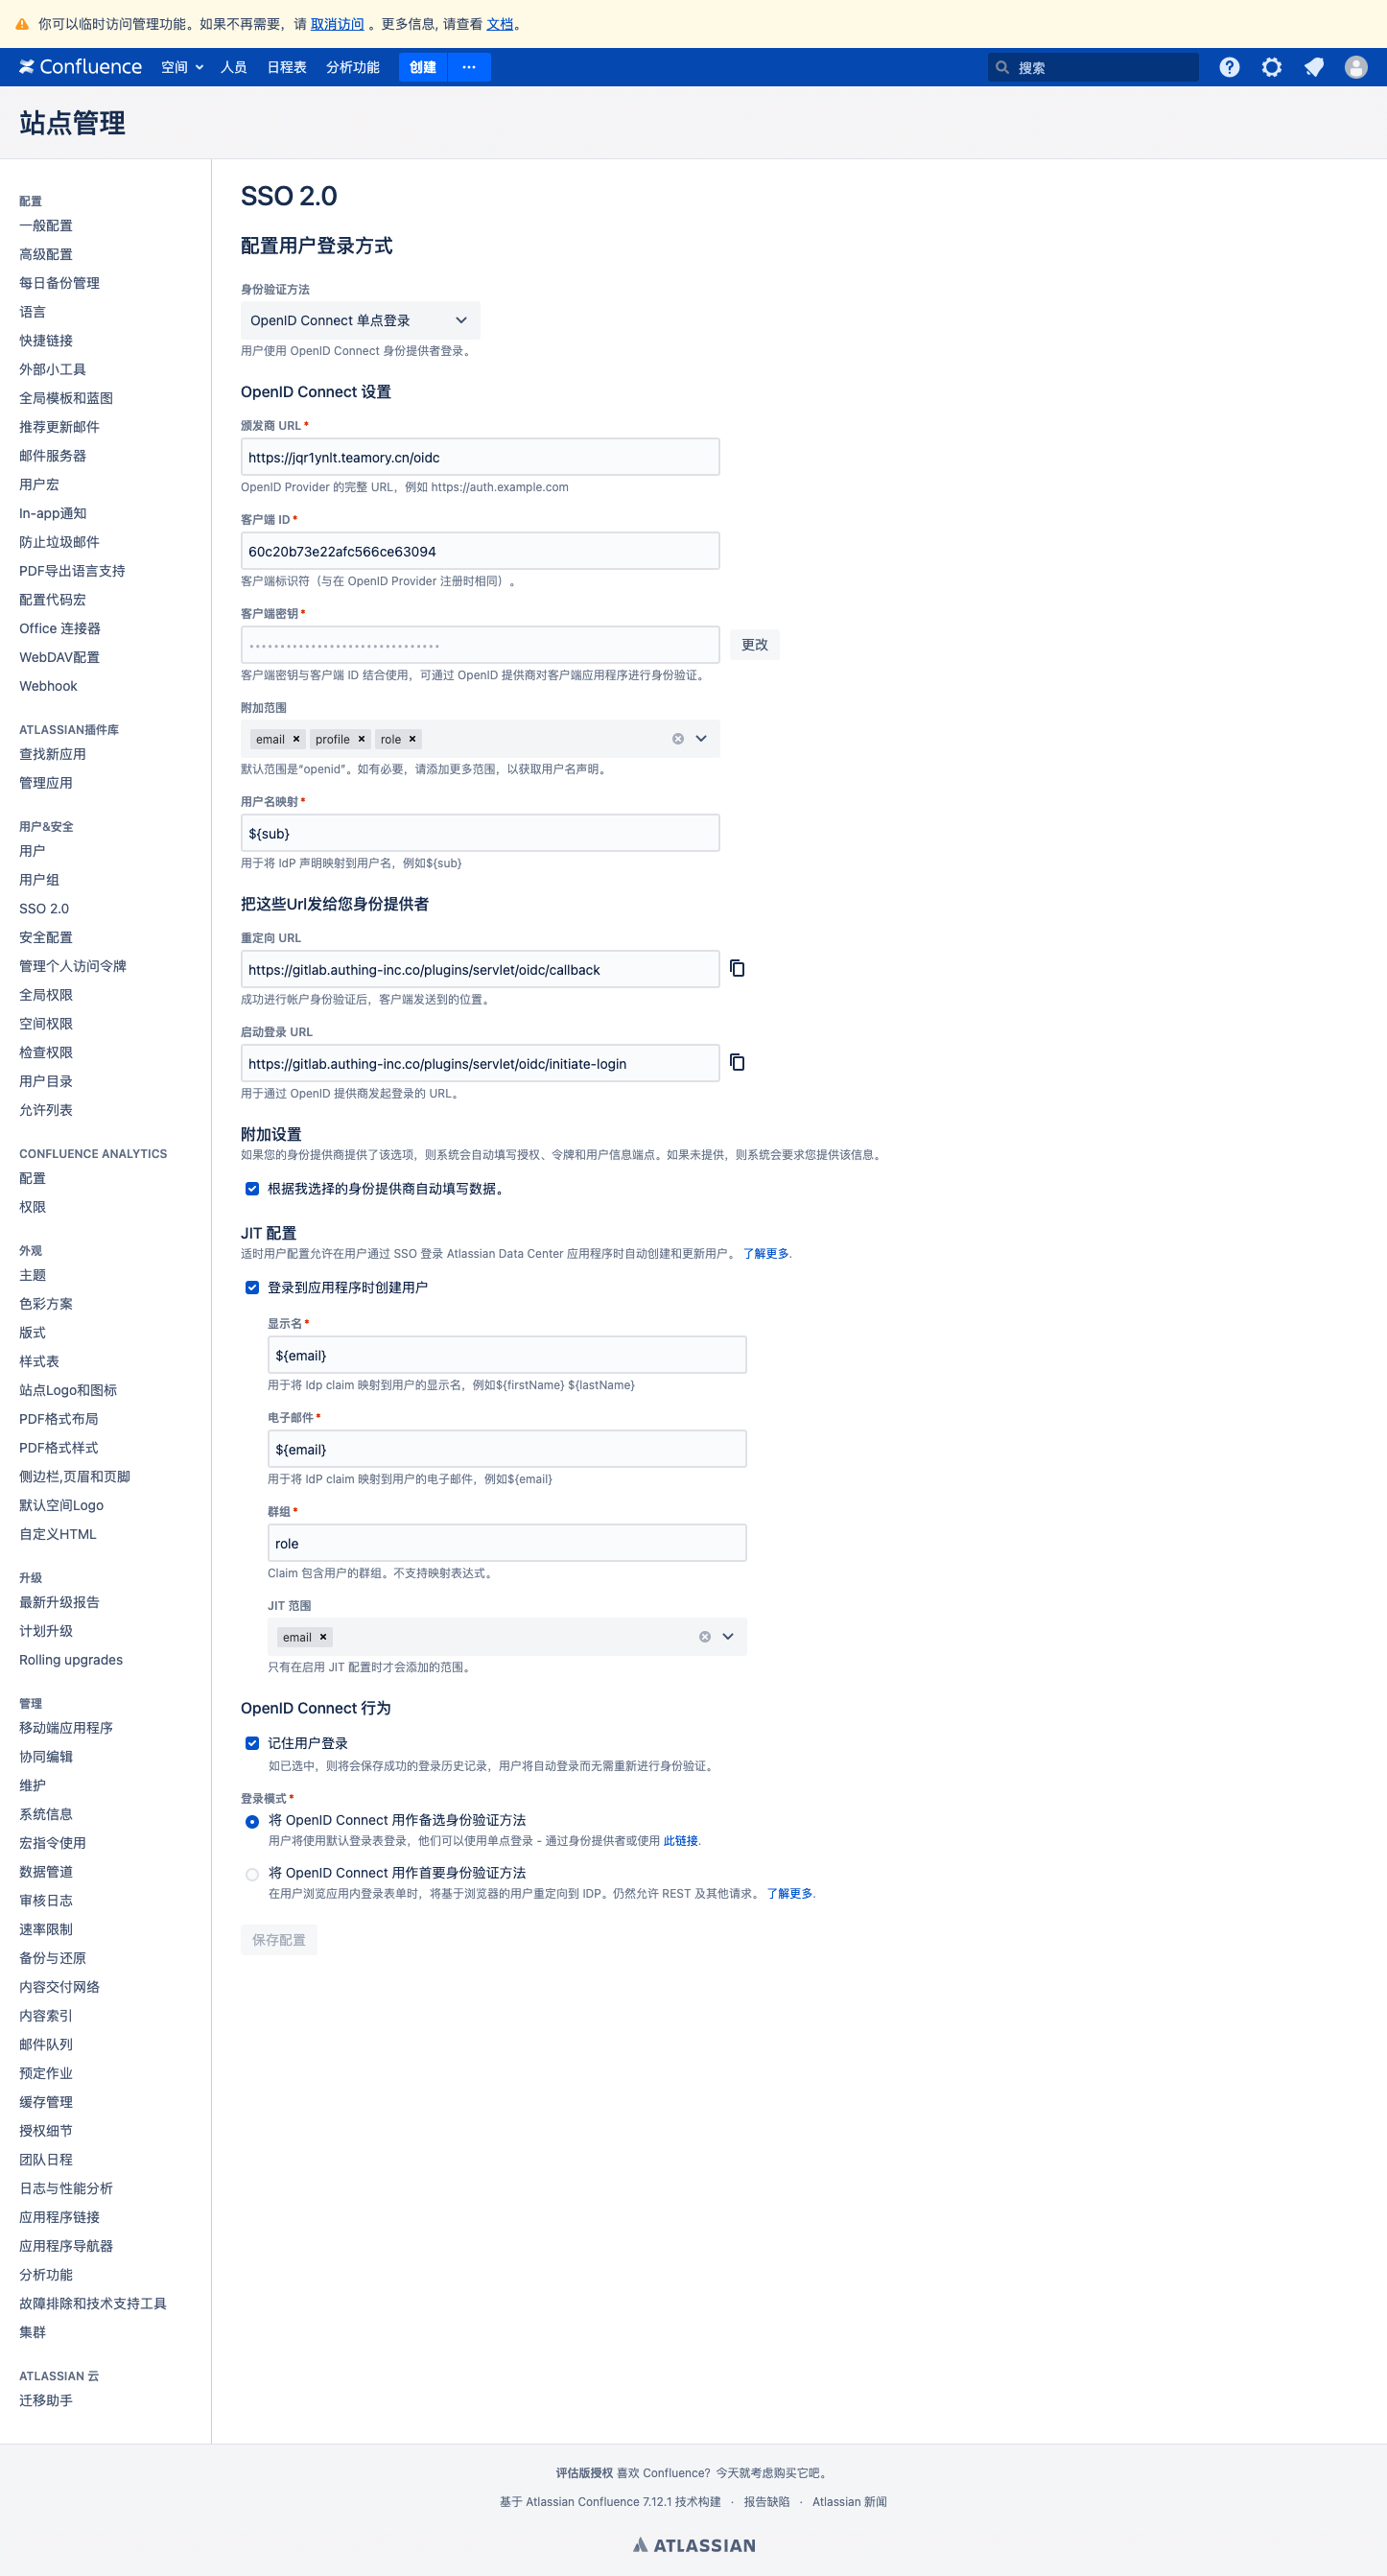 你可以临时访问管理功能。如果不再需要，请 取消访问 。更多信息, 请查看 文档。
Confluence 空间 人员 日程表 分析功能 创建 ··· 搜索
站点管理
配置
一般配置
高级配置
每日备份管理
语言
快捷链接
外部小工具
全局模板和蓝图
推荐更新邮件
邮件服务器
用户宏
In-app通知
防止垃圾邮件
PDF导出语言支持
配置代码宏
Office 连接器
WebDAV配置
Webhook
ATLASSIAN插件库
查找新应用
管理应用
用户&安全
用户
用户组
SSO 2.0
安全配置
管理个人访问令牌
全局权限
空间权限
检查权限
用户目录
允许列表
CONFLUENCE ANALYTICS
配置
权限
外观
主题
色彩方案
版式
样式表
站点Logo和图标
PDF格式布局
PDF格式样式
侧边栏,页眉和页脚
默认空间Logo
自定义HTML
升级
最新升级报告
计划升级
Rolling upgrades
管理
移动端应用程序
协同编辑
维护
系统信息
宏指令使用
数据管道
审核日志
速率限制
备份与还原
内容交付网络
内容索引
邮件队列
预定作业
缓存管理
授权细节
团队日程
日志与性能分析
应用程序链接
应用程序导航器
分析功能
故障排除和技术支持工具
集群
ATLASSIAN 云
迁移助手
SSO 2.0
配置用户登录方式
身份验证方法
OpenID Connect 单点登录
用户使用 OpenID Connect 身份提供者登录。
OpenID Connect 设置
颁发商 URL*
https://jqr1ynlt.teamory.cn/oidc
OpenID Provider 的完整 URL，例如 https://auth.example.com
客户端 ID*
60c20b73e22afc566ce63094
客户端标识符（与在 OpenID Provider 注册时相同）。
客户端密钥*
更改
客户端密钥与客户端 ID 结合使用，可通过 OpenID 提供商对客户端应用程序进行身份验证。
附加范围
email profile role
默认范围是“openid”。如有必要，请添加更多范围，以获取用户名声明。
用户名映射*
${sub}
用于将 IdP 声明映射到用户名，例如${sub}
把这些Url发给您身份提供者
重定向 URL
https://gitlab.authing-inc.co/plugins/servlet/oidc/callback
成功进行帐户身份验证后，客户端发送到的位置。
启动登录 URL
https://gitlab.authing-inc.co/plugins/servlet/oidc/initiate-login
用于通过 OpenID 提供商发起登录的 URL。
附加设置
如果您的身份提供商提供了该选项，则系统会自动填写授权、令牌和用户信息端点。如果未提供，则系统会要求您提供该信息。
根据我选择的身份提供商自动填写数据。
JIT 配置
适时用户配置允许在用户通过 SSO 登录 Atlassian Data Center 应用程序时自动创建和更新用户。 了解更多.
登录到应用程序时创建用户
显示名*
${email}
用于将 Idp claim 映射到用户的显示名，例如${firstName} ${lastName}
电子邮件*
${email}
用于将 IdP claim 映射到用户的电子邮件，例如${email}
群组*
role
Claim 包含用户的群组。不支持映射表达式。
JIT 范围
email
只有在启用 JIT 配置时才会添加的范围。
OpenID Connect 行为
记住用户登录
如已选中，则将会保存成功的登录历史记录，用户将自动登录而无需重新进行身份验证。
登录模式*
将 OpenID Connect 用作备选身份验证方法
用户将使用默认登录表登录，他们可以使用单点登录 - 通过身份提供者或使用 此链接.
将 OpenID Connect 用作首要身份验证方法
在用户浏览应用内登录表单时，将基于浏览器的用户重定向到 IDP。仍然允许 REST 及其他请求。 了解更多.
保存配置
评估版授权 喜欢 Confluence？今天就考虑购买它吧。
基于 Atlassian Confluence 7.12.1 技术构建 · 报告缺陷 · Atlassian 新闻
ATLASSIAN